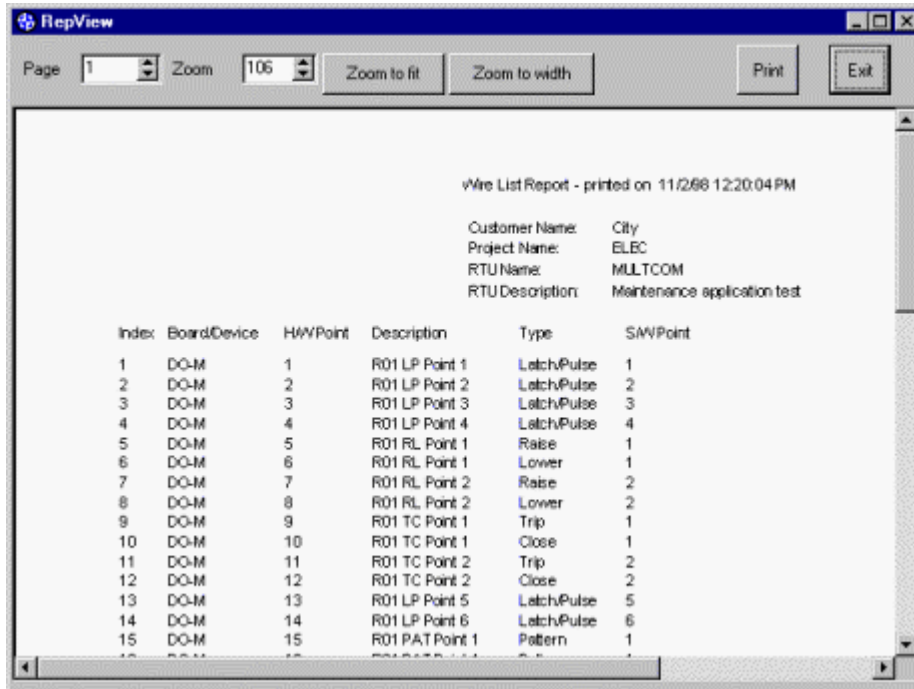 RepView
Page 1 Zoom 106 Zoom to fit Zoom to width Print Exit
Wire List Report - printed on 11/2/98 12:20:04 PM
Customer Name: City
Project Name: ELEC
RTU Name: MULTCOM
RTU Description: Maintenance application test
Index Board/Device H/W Point Description Type S/W Point
1 DO-M 1 R01 LP Point 1 Latch/Pulse 1
2 DO-M 2 R01 LP Point 2 Latch/Pulse 2
3 DO-M 3 R01 LP Point 3 Latch/Pulse 3
4 DO-M 4 R01 LP Point 4 Latch/Pulse 4
5 DO-M 5 R01 RL Point 1 Raise 1
6 DO-M 6 R01 RL Point 1 Lower 1
7 DO-M 7 R01 RL Point 2 Raise 2
8 DO-M 8 R01 RL Point 2 Lower 2
9 DO-M 9 R01 TC Point 1 Trip 1
10 DO-M 10 R01 TC Point 1 Close 1
11 DO-M 11 R01 TC Point 2 Trip 2
12 DO-M 12 R01 TC Point 2 Close 2
13 DO-M 13 R01 LP Point 5 Latch/Pulse 5
14 DO-M 14 R01 LP Point 6 Latch/Pulse 6
15 DO-M 15 R01 PAT Point 1 Pattern 1